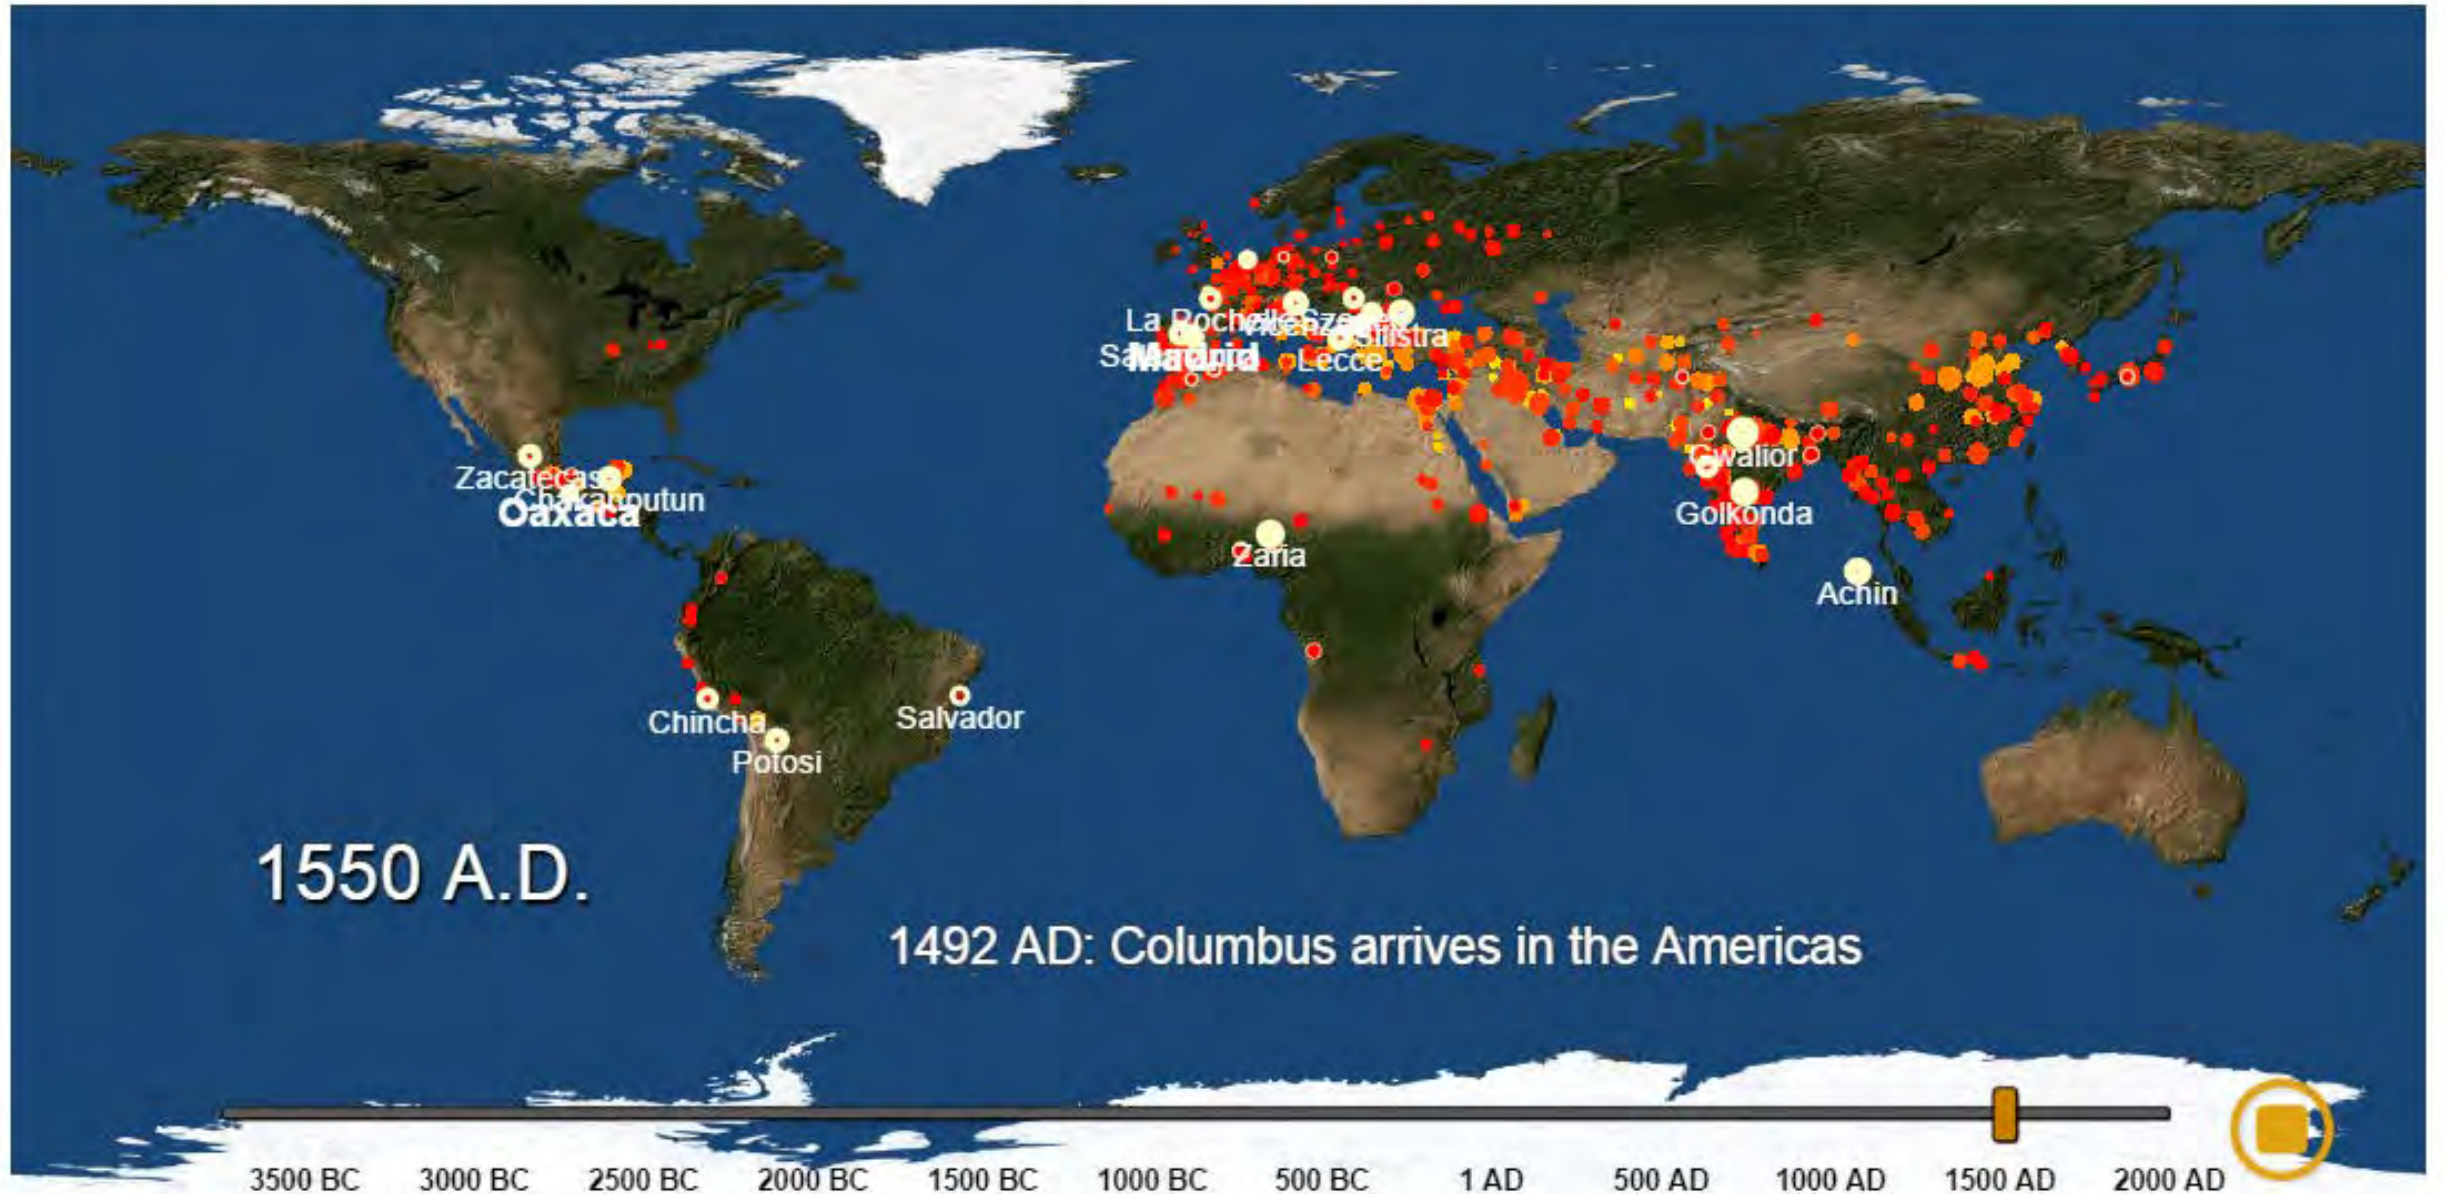 La Rochelle
Silistra
Madrid
Lecce
Zacatecas
Chakanputun
Oaxaca
Gwalior
Golkonda
Zaria
Achin
Chincha
Salvador
Potosi
1550 A.D.
1492 AD: Columbus arrives in the Americas
3500 BC 3000 BC 2500 BC 2000 BC 1500 BC 1000 BC 500 BC 1 AD 500 AD 1000 AD 1500 AD 2000 AD